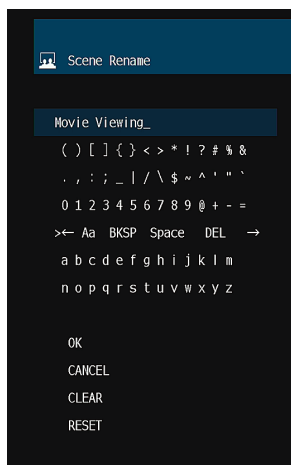 Scene Rename
Movie Viewing_
( ) [ ] { } < > * ! ? # % &
. , : ; _ | / \ $ ~ ^ ' " `
0 1 2 3 4 5 6 7 8 9 @ + - =
>← Aa BKSP Space DEL →
a b c d e f g h i j k l m
n o p q r s t u v w x y z
OK
CANCEL
CLEAR
RESET